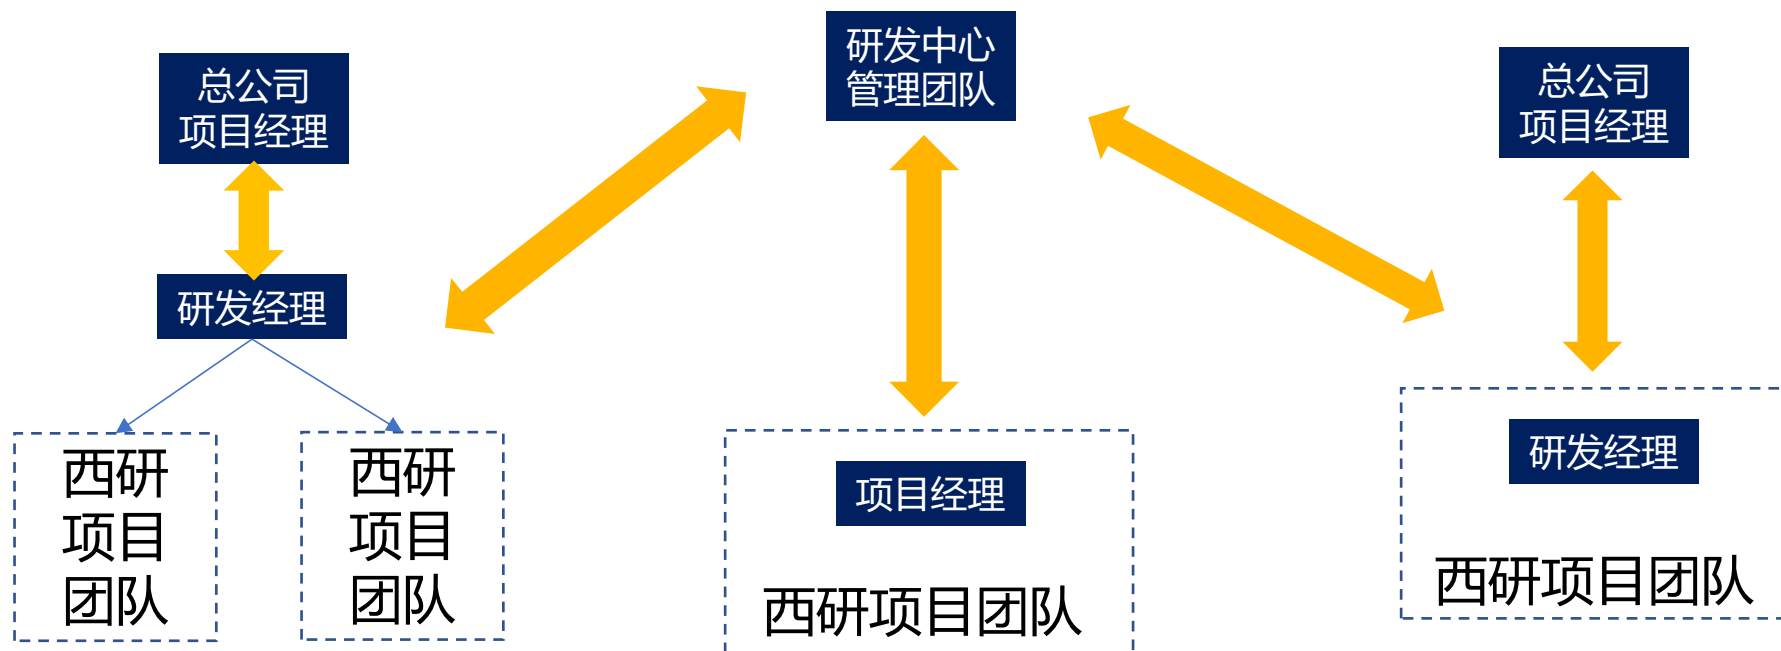 研发中心
管理团队
总公司
项目经理
总公司
项目经理
研发经理
研发经理
项目经理
西研
项目
团队
西研
项目
团队
西研项目团队
西研项目团队